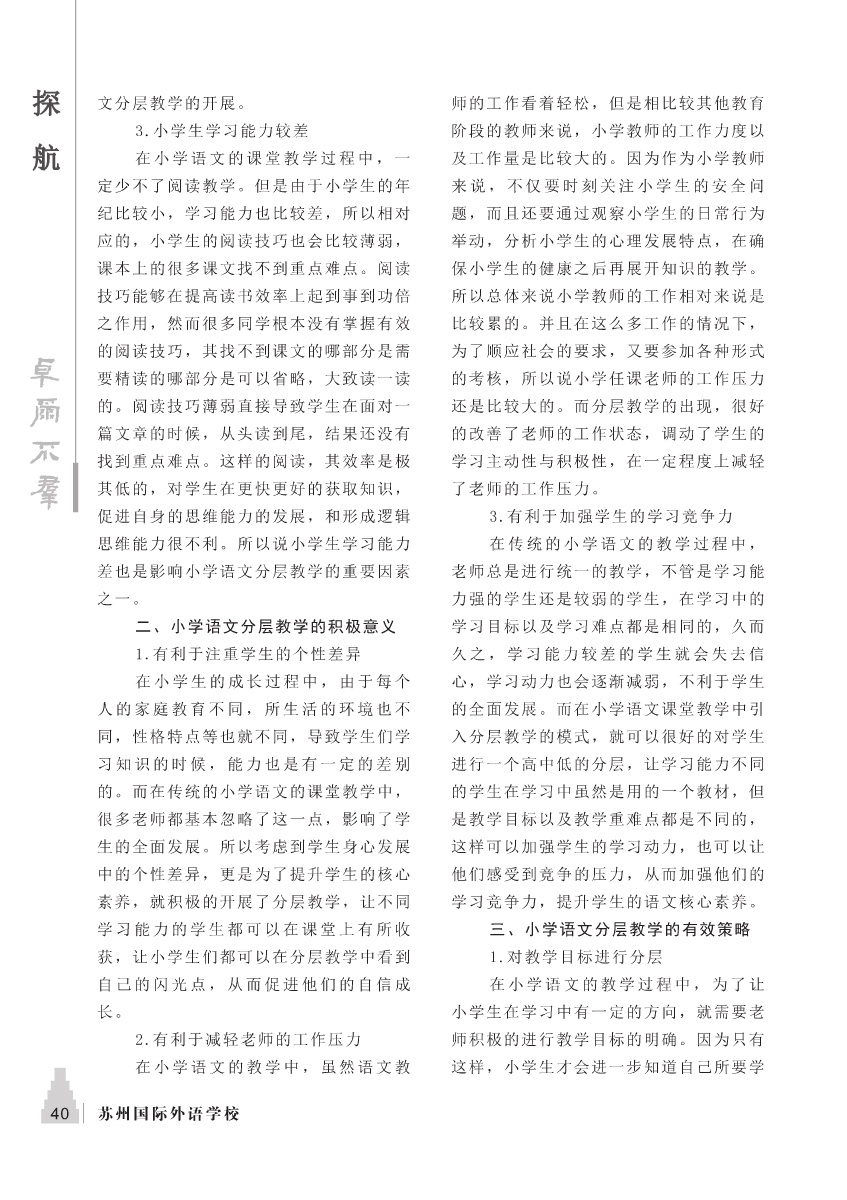 探
航
卓尔不群
文分层教学的开展。
3.小学生学习能力较差
在小学语文的课堂教学过程中，一
定少不了阅读教学。但是由于小学生的年
纪比较小，学习能力也比较差，所以相对
应的，小学生的阅读技巧也会比较薄弱，
课本上的很多课文找不到重点难点。阅读
技巧能够在提高读书效率上起到事到功倍
之作用，然而很多同学根本没有掌握有效
的阅读技巧，其找不到课文的哪部分是需
要精读的哪部分是可以省略，大致读一读
的。阅读技巧薄弱直接导致学生在面对一
篇文章的时候，从头读到尾，结果还没有
找到重点难点。这样的阅读，其效率是极
其低的，对学生在更快更好的获取知识，
促进自身的思维能力的发展，和形成逻辑
思维能力很不利。所以说小学生学习能力
差也是影响小学语文分层教学的重要因素
之一。
二、小学语文分层教学的积极意义
1.有利于注重学生的个性差异
在小学生的成长过程中，由于每个
人的家庭教育不同，所生活的环境也不
同，性格特点等也就不同，导致学生们学
习知识的时候，能力也是有一定的差别
的。而在传统的小学语文的课堂教学中，
很多老师都基本忽略了这一点，影响了学
生的全面发展。所以考虑到学生身心发展
中的个性差异，更是为了提升学生的核心
素养，就积极的开展了分层教学，让不同
学习能力的学生都可以在课堂上有所收
获，让小学生们都可以在分层教学中看到
自己的闪光点，从而促进他们的自信成
长。
2.有利于减轻老师的工作压力
在小学语文的教学中，虽然语文教
师的工作看着轻松，但是相比较其他教育
阶段的教师来说，小学教师的工作力度以
及工作量是比较大的。因为作为小学教师
来说，不仅要时刻关注小学生的安全问
题，而且还要通过观察小学生的日常行为
举动，分析小学生的心理发展特点，在确
保小学生的健康之后再展开知识的教学。
所以总体来说小学教师的工作相对来说是
比较累的。并且在这么多工作的情况下，
为了顺应社会的要求，又要参加各种形式
的考核，所以说小学任课老师的工作压力
还是比较大的。而分层教学的出现，很好
的改善了老师的工作状态，调动了学生的
学习主动性与积极性，在一定程度上减轻
了老师的工作压力。
3.有利于加强学生的学习竞争力
在传统的小学语文的教学过程中，
老师总是进行统一的教学，不管是学习能
力强的学生还是较弱的学生，在学习中的
学习目标以及学习难点都是相同的，久而
久之，学习能力较差的学生就会失去信
心，学习动力也会逐渐减弱，不利于学生
的全面发展。而在小学语文课堂教学中引
入分层教学的模式，就可以很好的对学生
进行一个高中低的分层，让学习能力不同
的学生在学习中虽然是用的一个教材，但
是教学目标以及教学重难点都是不同的，
这样可以加强学生的学习动力，也可以让
他们感受到竞争的压力，从而加强他们的
学习竞争力，提升学生的语文核心素养。
三、小学语文分层教学的有效策略
1.对教学目标进行分层
在小学语文的教学过程中，为了让
小学生在学习中有一定的方向，就需要老
师积极的进行教学目标的明确。因为只有
这样，小学生才会进一步知道自己所要学
40
苏州国际外语学校